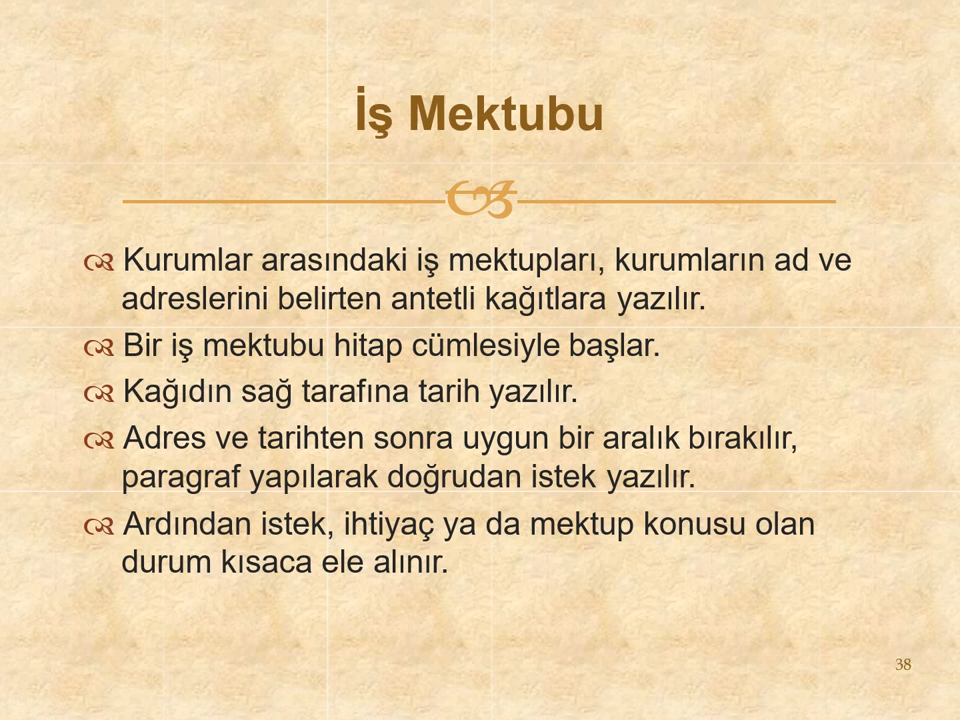 İş Mektubu
Kurumlar arasındaki iş mektupları, kurumların ad ve
adreslerini belirten antetli kağıtlara yazılır.
Bir iş mektubu hitap cümlesiyle başlar.
Kağıdın sağ tarafına tarih yazılır.
Adres ve tarihten sonra uygun bir aralık bırakılır,
paragraf yapılarak doğrudan istek yazılır.
Ardından istek, ihtiyaç ya da mektup konusu olan
durum kısaca ele alınır.
38